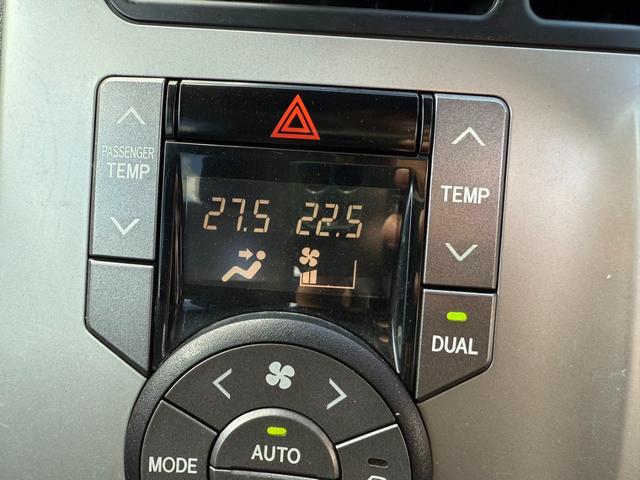 PASSENGER
TEMP
27.5 22.5
TEMP
DUAL
AUTO
MODE